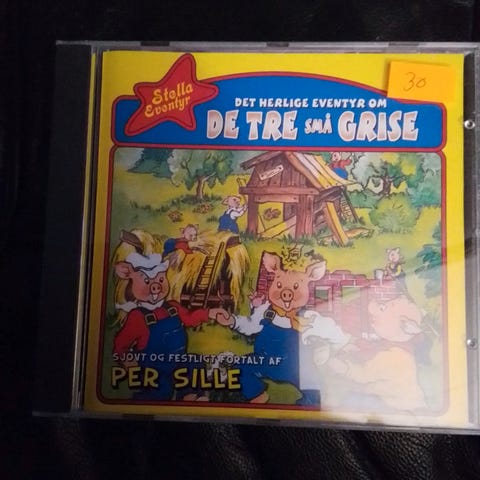 Stella
Eventyr
30
DET HERLIGE EVENTYR OM
DE TRE SMÅ GRISE
SJOVT OG FESTLIGT FORTALT AF
PER SILLE